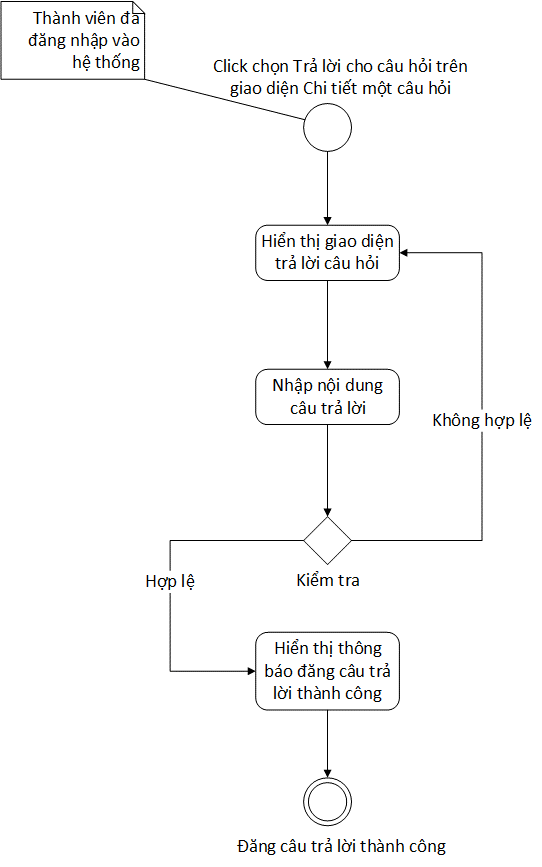 Thành viên đã
đăng nhập vào
hệ thống
Click chọn Trả lời cho câu hỏi trên
giao diện Chi tiết một câu hỏi
Hiển thị giao diện
trả lời câu hỏi
Nhập nội dung
câu trả lời
Không hợp lệ
Kiểm tra
Hợp lệ
Hiển thị thông
báo đăng câu trả
lời thành công
Đăng câu trả lời thành công